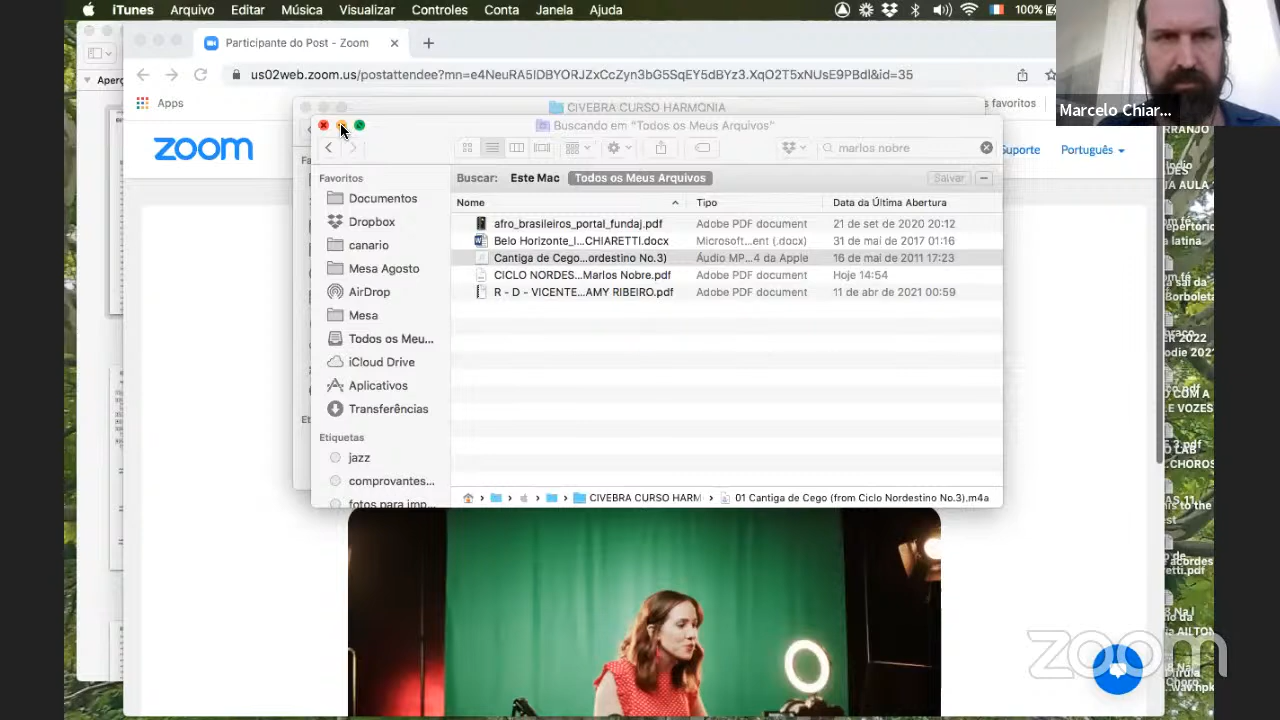 iTunes Arquivo Editar Música Visualizar Controles Conta Janela Ajuda 100%
Participante do Post - Zoom
us02web.zoom.us/postattendee?mn=e4NeuRA5IDBYORJZxCcZyn3bG5SqEY5dBYz3.XqO2T5xNUsE9PBdI&id=35
Apps
s favoritos
Marcelo Chiar...
CIVEBRA CURSO HARMONIA
Buscando em "Todos os Meus Arquivos"
zoom
Suporte
Português
marlos nobre
Favoritos
Buscar: Este Mac Todos os Meus Arquivos Salvar
Documentos
Dropbox
canario
Mesa Agosto
AirDrop
Mesa
Todos os Meu...
iCloud Drive
Aplicativos
Transferências
Etiquetas
jazz
comprovantes...
fotos para imp...
Nome Tipo Data da Última Abertura
afro_brasileiros_portal_fundaj.pdf Adobe PDF document 21 de set de 2020 20:12
Belo Horizonte_I...CHIARETTI.docx Microsoft...ent (.docx) 31 de mai de 2017 01:16
Cantiga de Cego...ordestino No.3) Áudio MP...4 da Apple 16 de mai de 2011 17:23
CICLO NORDES...Marlos Nobre.pdf Adobe PDF document Hoje 14:54
R - D - VICENTE...AMY RIBEIRO.pdf Adobe PDF document 11 de abr de 2021 00:59
CIVEBRA CURSO HARM
01 Cantiga de Cego (from Ciclo Nordestino No.3).m4a
zoom